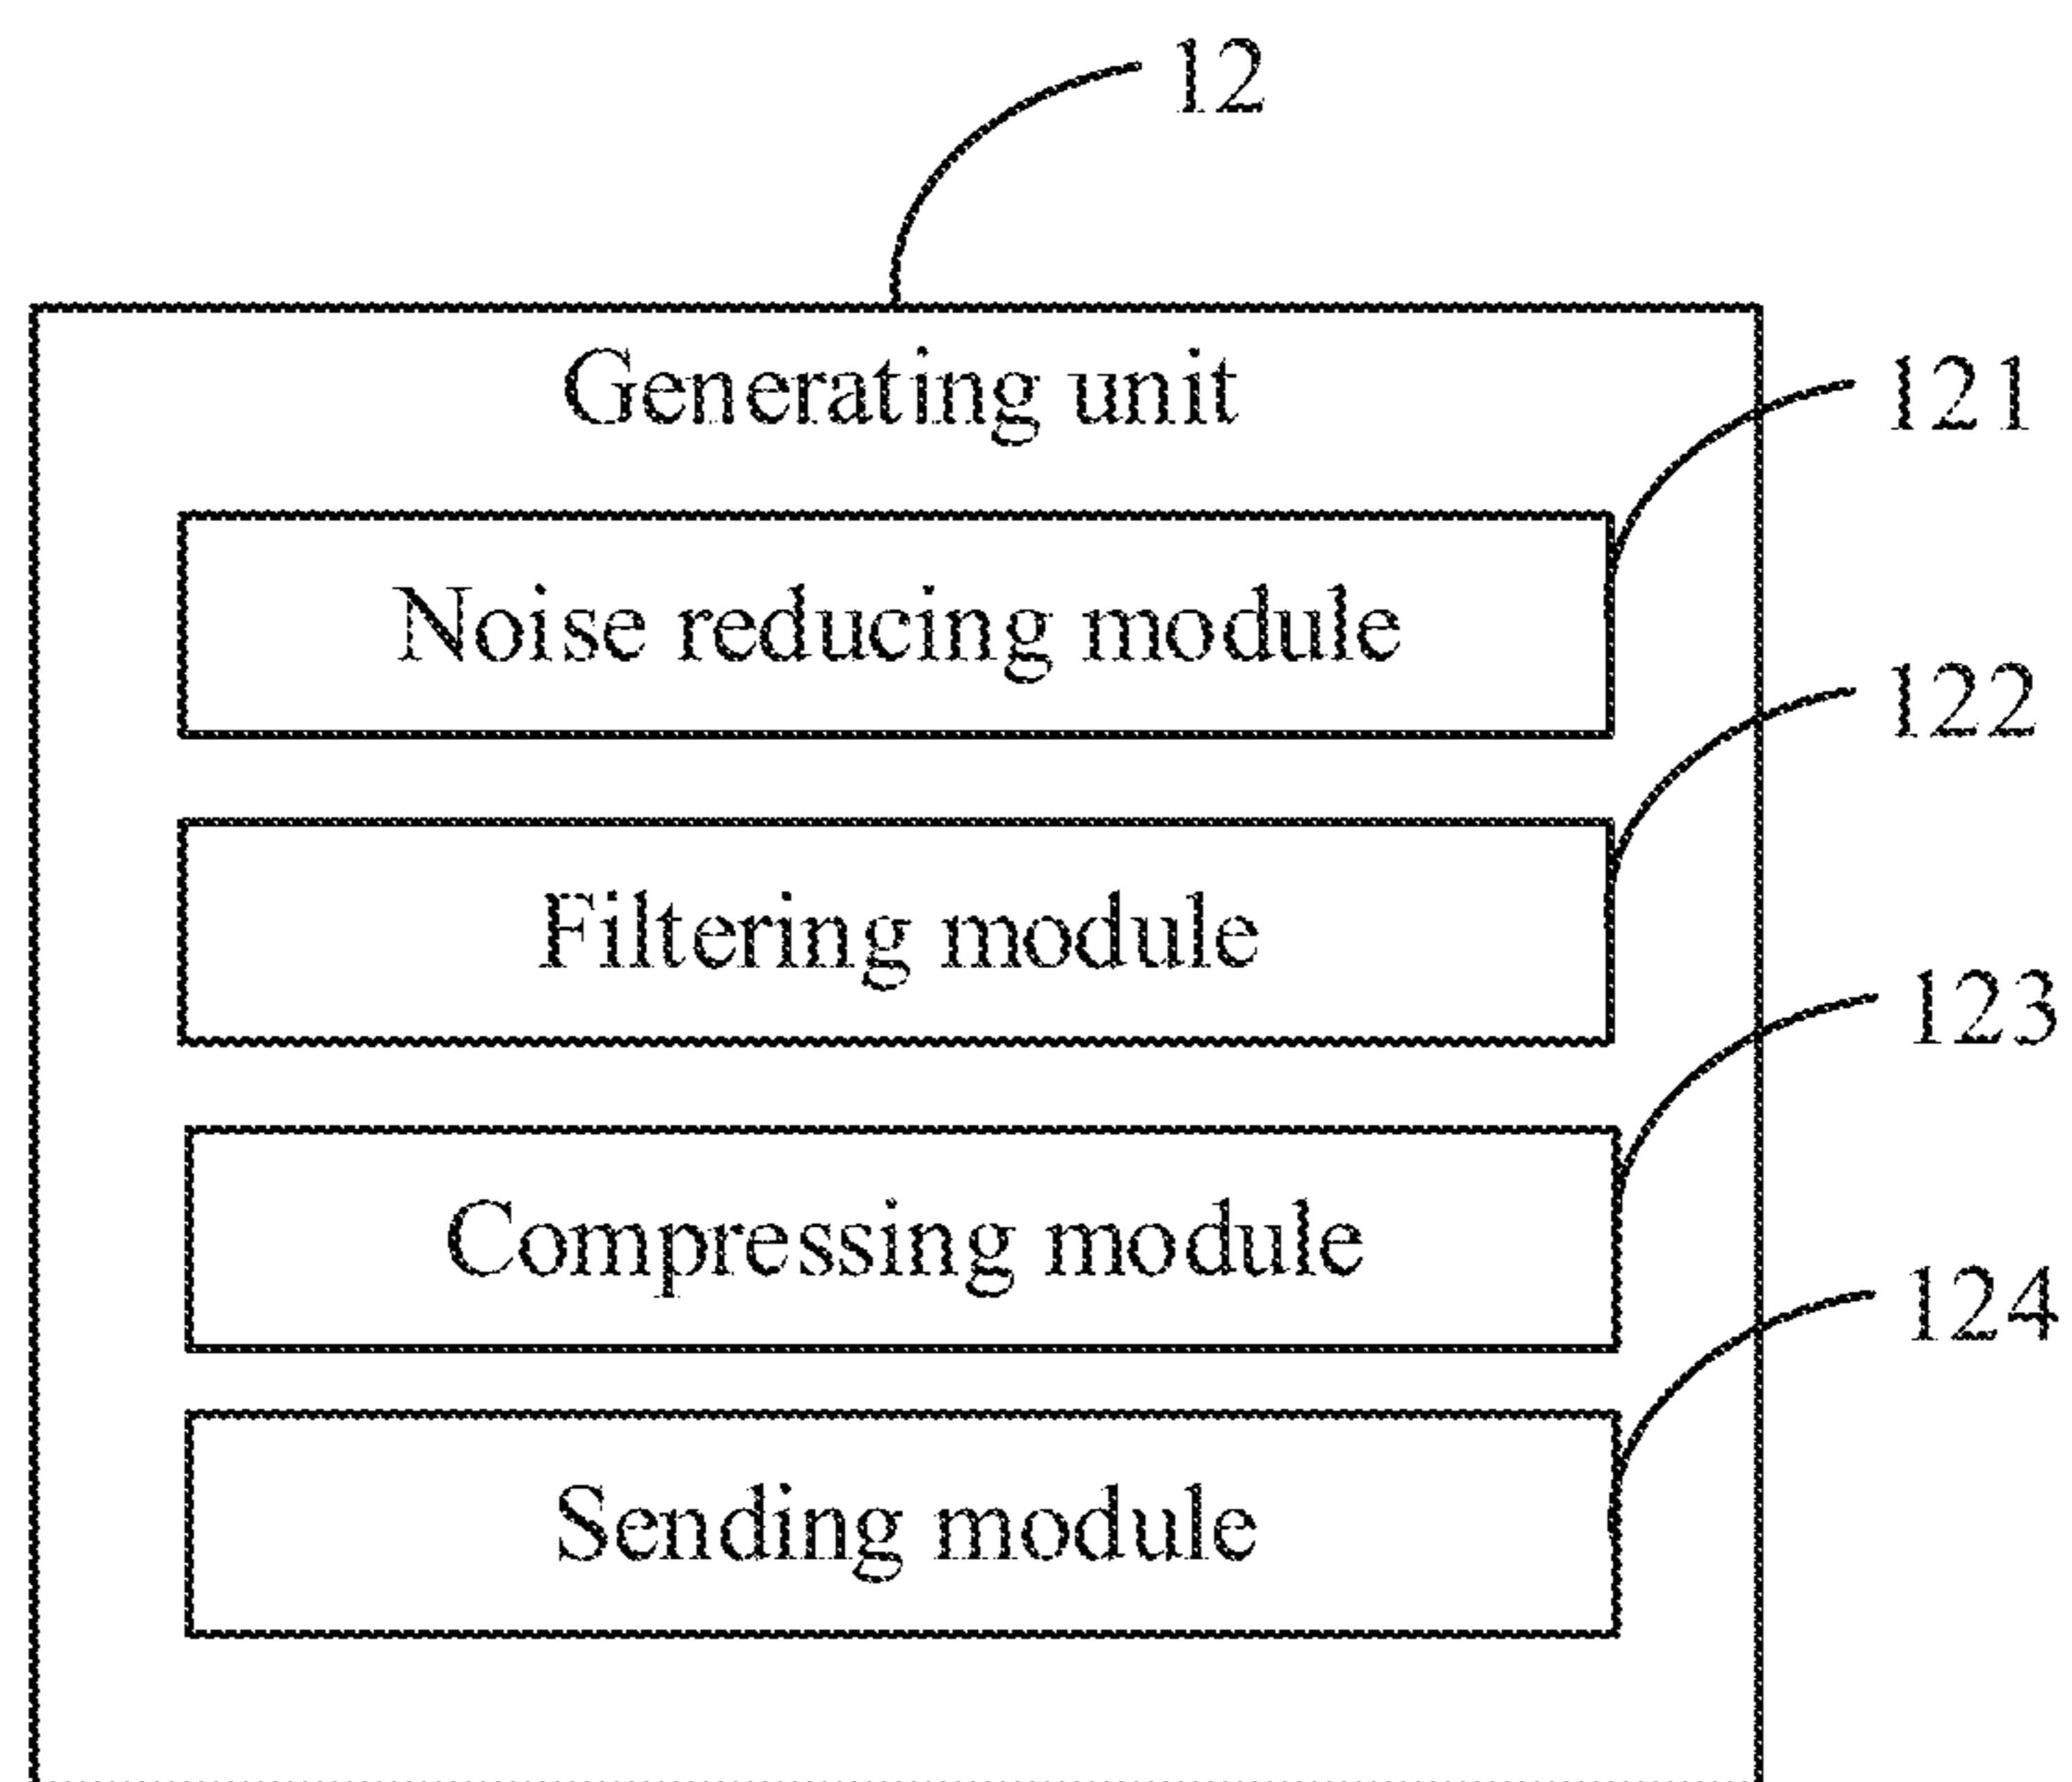 12
Generating unit
121
Noise reducing module
122
Filtering module
123
Compressing module
124
Sending module